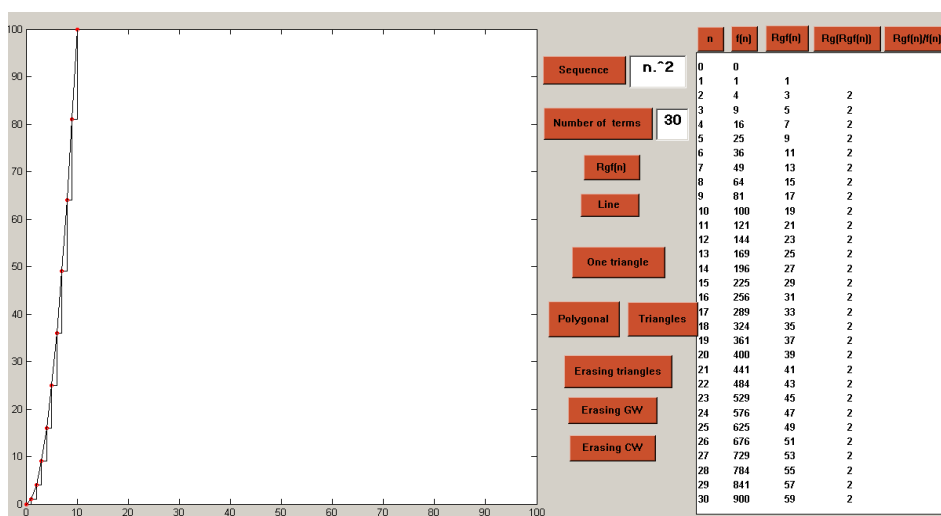 100
90
80
70
60
50
40
30
20
10
0
0 10 20 30 40 50 60 70 80 90 100
Sequence n.^2
Number of terms 30
Rgf(n)
Line
One triangle
Polygonal Triangles
Erasing triangles
Erasing GW
Erasing CW
n f(n) Rgf(n) Rg(Rgf(n)) Rgf(n)/f(n)
0 0
1 1 1
2 4 3 2
3 9 5 2
4 16 7 2
5 25 9 2
6 36 11 2
7 49 13 2
8 64 15 2
9 81 17 2
10 100 19 2
11 121 21 2
12 144 23 2
13 169 25 2
14 196 27 2
15 225 29 2
16 256 31 2
17 289 33 2
18 324 35 2
19 361 37 2
20 400 39 2
21 441 41 2
22 484 43 2
23 529 45 2
24 576 47 2
25 625 49 2
26 676 51 2
27 729 53 2
28 784 55 2
29 841 57 2
30 900 59 2